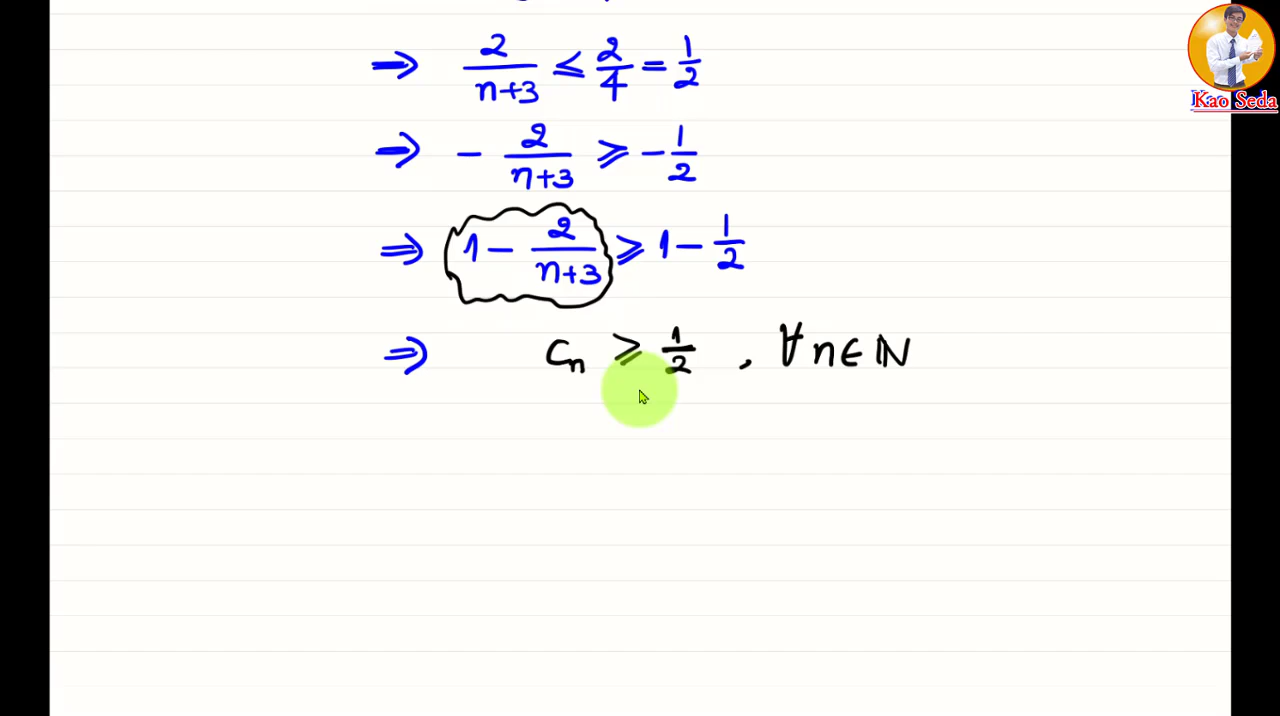 ⇒ 2/(n+3) ≤ 2/4 = 1/2
⇒ - 2/(n+3) ≥ - 1/2
⇒ 1 - 2/(n+3) ≥ 1 - 1/2
⇒ Cn ≥ 1/2 , ∀n∈ℕ
Kao Seda